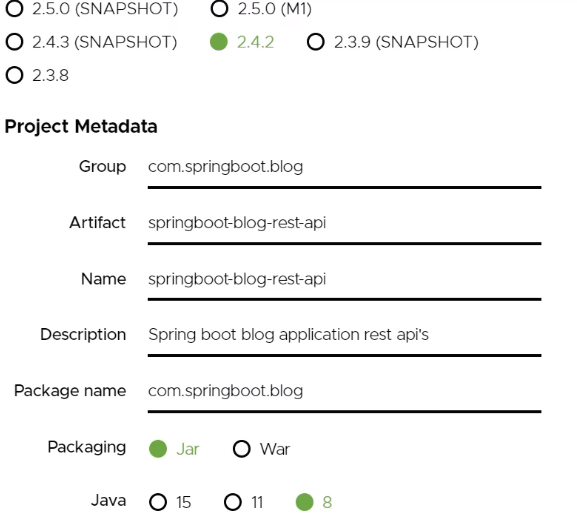 2.5.0 (SNAPSHOT) 2.5.0 (M1)
2.4.3 (SNAPSHOT) 2.4.2 2.3.9 (SNAPSHOT)
2.3.8
Project Metadata
Group com.springboot.blog
Artifact springboot-blog-rest-api
Name springboot-blog-rest-api
Description Spring boot blog application rest api's
Package name com.springboot.blog
Packaging Jar War
Java 15 11 8